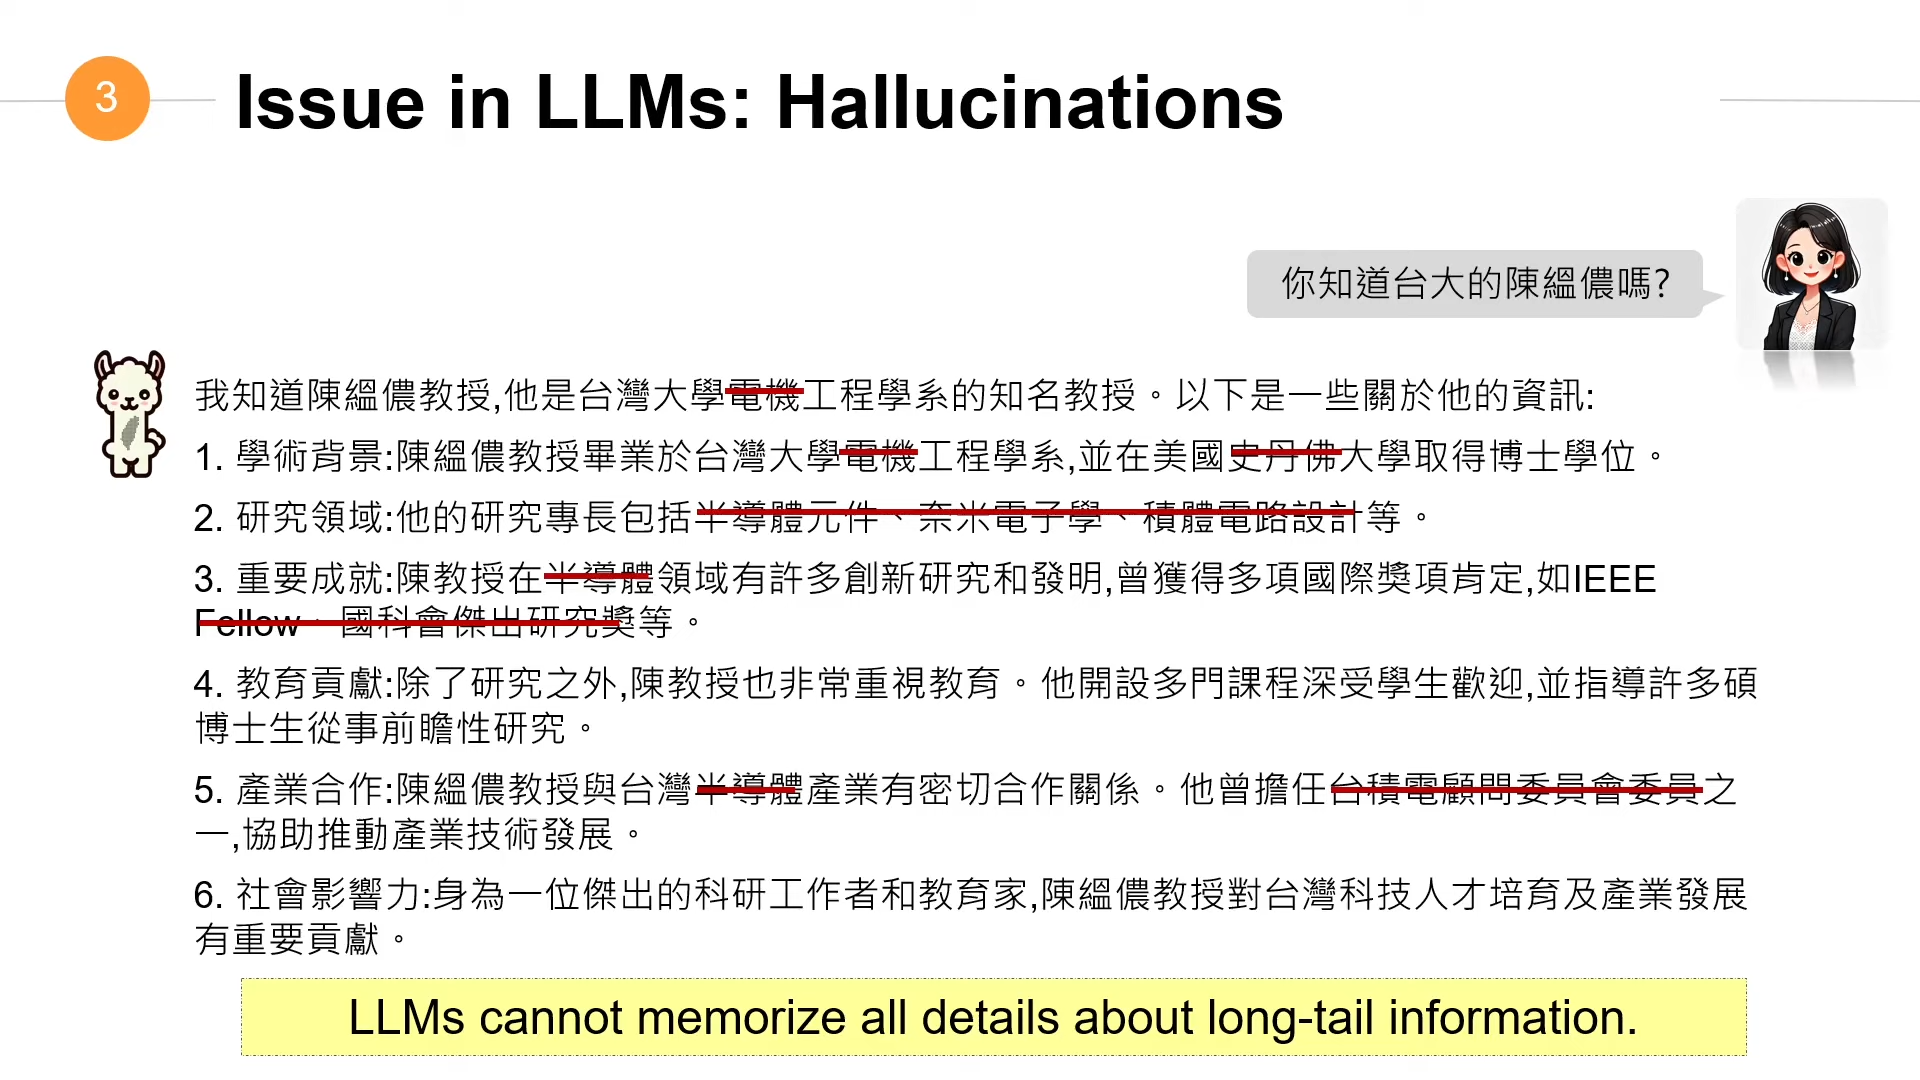 3
Issue in LLMs: Hallucinations
你知道台大的陳縕儂嗎?
我知道陳縕儂教授,他是台灣大學電機工程學系的知名教授。以下是一些關於他的資訊:
1. 學術背景:陳縕儂教授畢業於台灣大學電機工程學系,並在美國史丹佛大學取得博士學位。
2. 研究領域:他的研究專長包括半導體元件、奈米電子學、積體電路設計等。
3. 重要成就:陳教授在半導體領域有許多創新研究和發明,曾獲得多項國際獎項肯定,如IEEE
Fellow、國科會傑出研究獎等。
4. 教育貢獻:除了研究之外,陳教授也非常重視教育。他開設多門課程深受學生歡迎,並指導許多碩
博士生從事前瞻性研究。
5. 產業合作:陳縕儂教授與台灣半導體產業有密切合作關係。他曾擔任台積電顧問委員會委員之
一,協助推動產業技術發展。
6. 社會影響力:身為一位傑出的科研工作者和教育家,陳縕儂教授對台灣科技人才培育及產業發展
有重要貢獻。
LLMs cannot memorize all details about long-tail information.